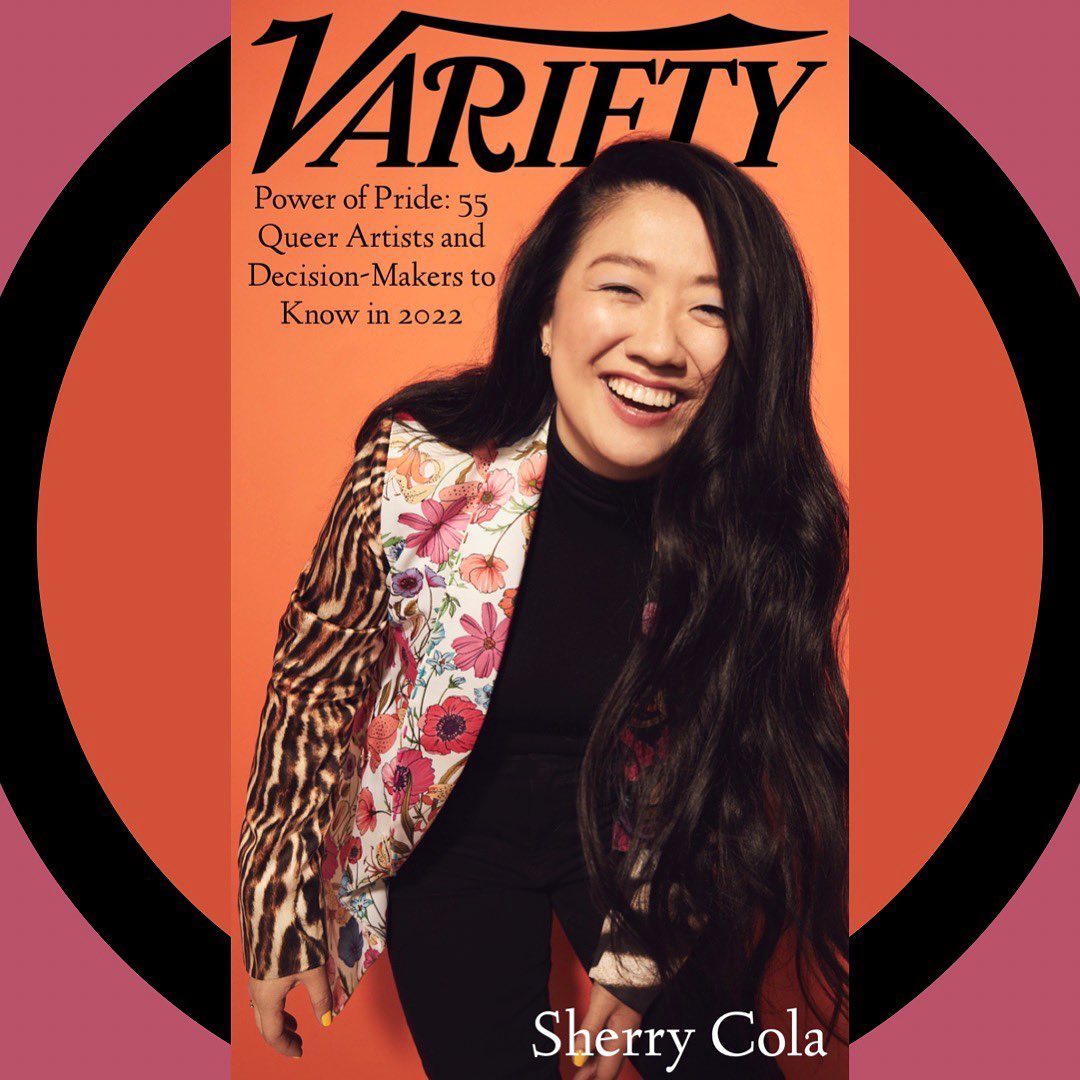 VARIETY
Power of Pride: 55
Queer Artists and
Decision-Makers to
Know in 2022
Sherry Cola